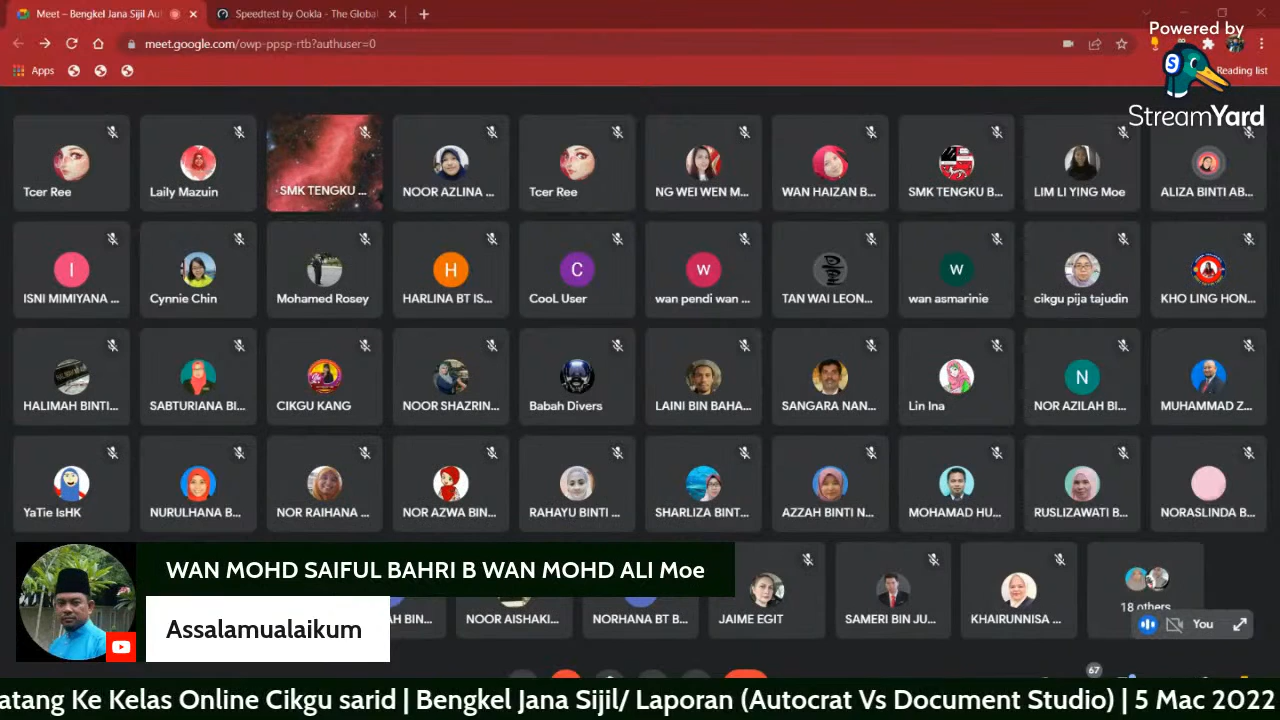 Meet – Bengkel Jana Sijil Au
Speedtest by Ookla - The Global
meet.google.com/owp-ppsp-rtb?authuser=0
Apps
Reading list
Powered by
StreamYard
Tcer Ree
Laily Mazuin
SMK TENGKU ...
NOOR AZLINA ...
Tcer Ree
NG WEI WEN M...
WAN HAIZAN B...
SMK TENGKU B...
LIM LI YING Moe
ALIZA BINTI AB...
I
ISNI MIMIYANA ...
Cynnie Chin
Mohamed Rosey
H
HARLINA BT IS...
C
CooL User
w
wan pendi wan ...
TAN WAI LEON...
w
wan asmarinie
cikgu pija tajudin
KHO LING HON...
HALIMAH BINTI...
SABTURIANA BI...
CIKGU KANG
NOOR SHAZRIN...
Babah Divers
LAINI BIN BAHA...
SANGARA NAN...
Lin Ina
N
NOR AZILAH BI...
MUHAMMAD Z...
YaTie IsHK
NURULHANA B...
NOR RAIHANA ...
NOR AZWA BIN...
RAHAYU BINTI ...
SHARLIZA BINT...
AZZAH BINTI N...
MOHAMAD HU...
RUSLIZAWATI B...
NORASLINDA B...
WAN MOHD SAIFUL BAHRI B WAN MOHD ALI Moe
Assalamualaikum
AH BIN...
NOOR AISHAKI...
NORHANA BT B...
JAIME EGIT
SAMERI BIN JU...
KHAIRUNNISA ...
18 others
You
67
atang Ke Kelas Online Cikgu sarid | Bengkel Jana Sijil/ Laporan (Autocrat Vs Document Studio) | 5 Mac 2022